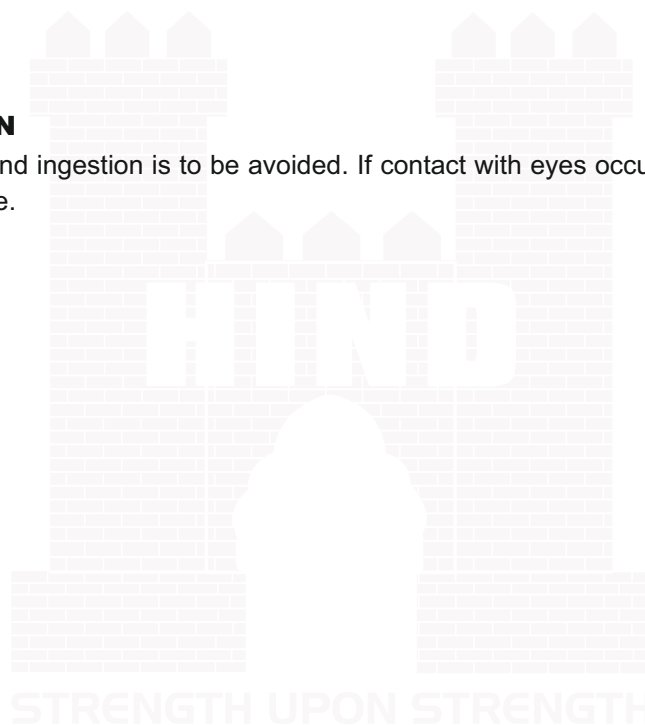 N
nd ingestion is to be avoided. If contact with eyes occu
e.
HIND
STRENGTH UPON STRENGTH